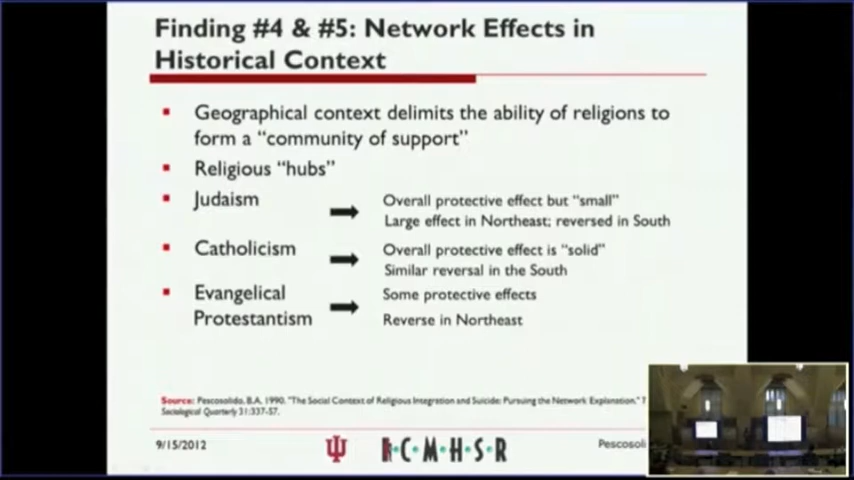 Finding #4 & #5: Network Effects in
Historical Context
Geographical context delimits the ability of religions to
form a “community of support”
Religious “hubs”
Judaism
Overall protective effect but “small”
Large effect in Northeast; reversed in South
Catholicism
Overall protective effect is “solid”
Similar reversal in the South
Evangelical
Protestantism
Some protective effects
Reverse in Northeast
Source: Pescosolido, B.A. 1990. “The Social Context of Religious Integration and Suicide: Pursuing the Network Explanation.” T
Sociological Quarterly 31:337-57.
9/15/2012
C·M·H·S·R
Pescosoli